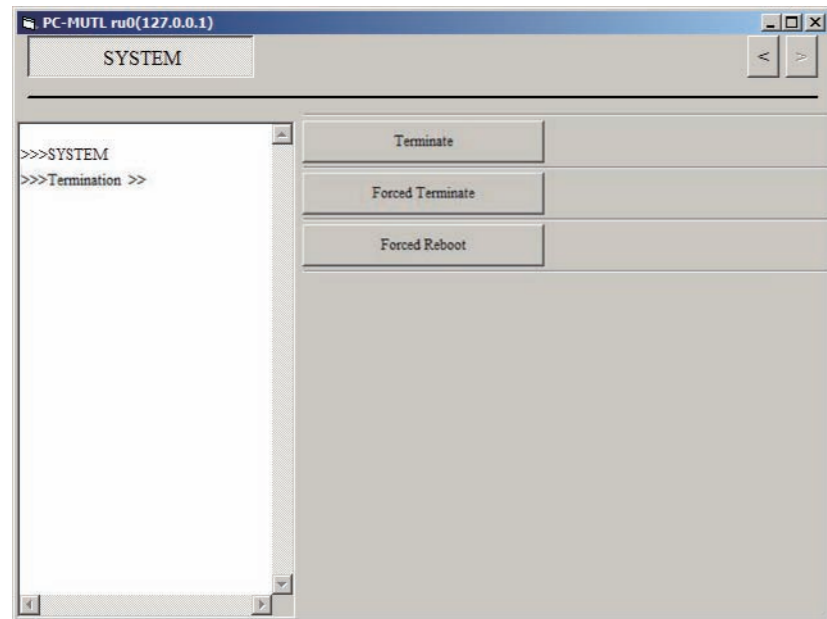 PC-MUTL ru0(127.0.0.1)
SYSTEM
< >
>>>SYSTEM
>>>Termination >>
Terminate
Forced Terminate
Forced Reboot